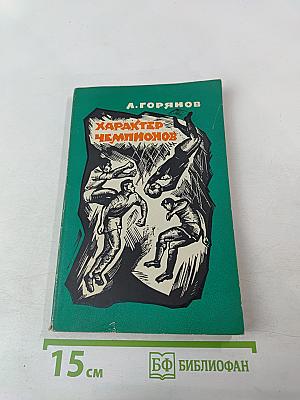 Л. ГОРЯНОВ
ХАРАКТЕР
ЧЕМПИОНОВ
15 см
БФ БИБЛИОФАН